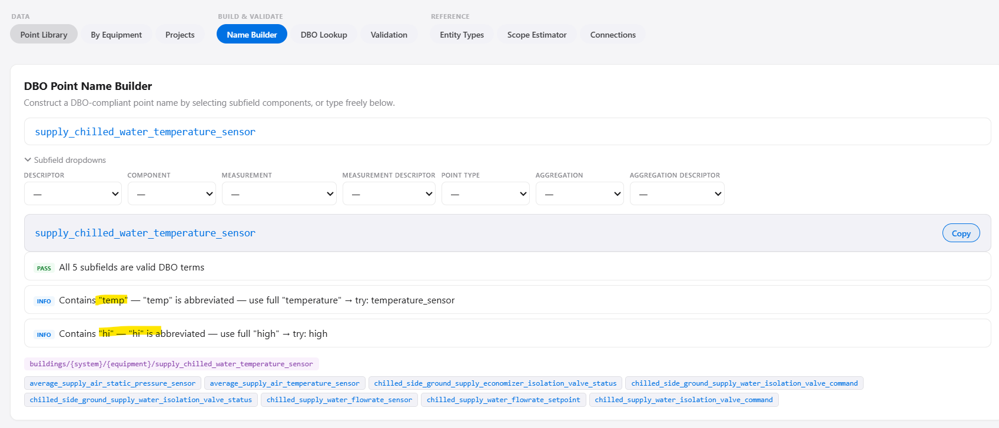 DATA BUILD & VALIDATE REFERENCE
Point Library By Equipment Projects Name Builder DBO Lookup Validation Entity Types Scope Estimator Connections
DBO Point Name Builder
Construct a DBO-compliant point name by selecting subfield components, or type freely below.
supply_chilled_water_temperature_sensor
Subfield dropdowns
DESCRIPTOR COMPONENT MEASUREMENT MEASUREMENT DESCRIPTOR POINT TYPE AGGREGATION AGGREGATION DESCRIPTOR
— — — — — — —
supply_chilled_water_temperature_sensor Copy
PASS All 5 subfields are valid DBO terms
INFO Contains "temp" — "temp" is abbreviated — use full "temperature" → try: temperature_sensor
INFO Contains "hi" — "hi" is abbreviated — use full "high" → try: high
buildings/{system}/{equipment}/supply_chilled_water_temperature_sensor
average_supply_air_static_pressure_sensor average_supply_air_temperature_sensor chilled_side_ground_supply_economizer_isolation_valve_status chilled_side_ground_supply_water_isolation_valve_command
chilled_side_ground_supply_water_isolation_valve_status chilled_supply_water_flowrate_sensor chilled_supply_water_flowrate_setpoint chilled_supply_water_isolation_valve_command